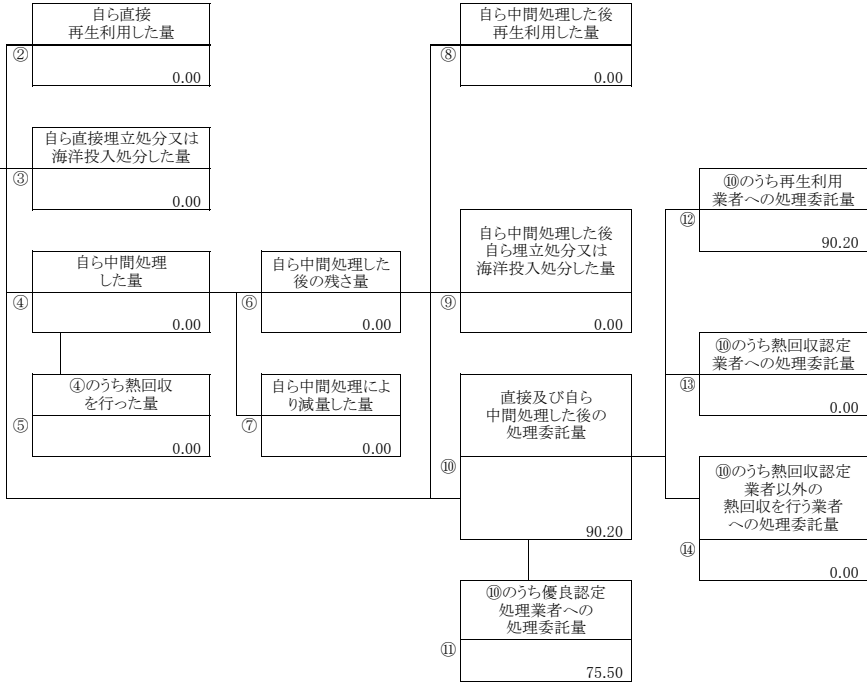 自ら直接
再生利用した量
②
0.00
自ら中間処理した後
再生利用した量
⑧
0.00
自ら直接埋立処分又は
海洋投入処分した量
③
0.00
⑩のうち再生利用
業者への処理委託量
⑫
90.20
自ら中間処理した後
自ら埋立処分又は
海洋投入処分した量
⑨
0.00
自ら中間処理
した量
④
0.00
自ら中間処理した
後の残さ量
⑥
0.00
⑩のうち熱回収認定
業者への処理委託量
⑬
0.00
④のうち熱回収
を行った量
⑤
0.00
自ら中間処理によ
り減量した量
⑦
0.00
直接及び自ら
中間処理した後の
処理委託量
⑩
90.20
⑩のうち熱回収認定
業者以外の
熱回収を行う業者
への処理委託量
⑭
0.00
⑩のうち優良認定
処理業者への
処理委託量
⑪
75.50